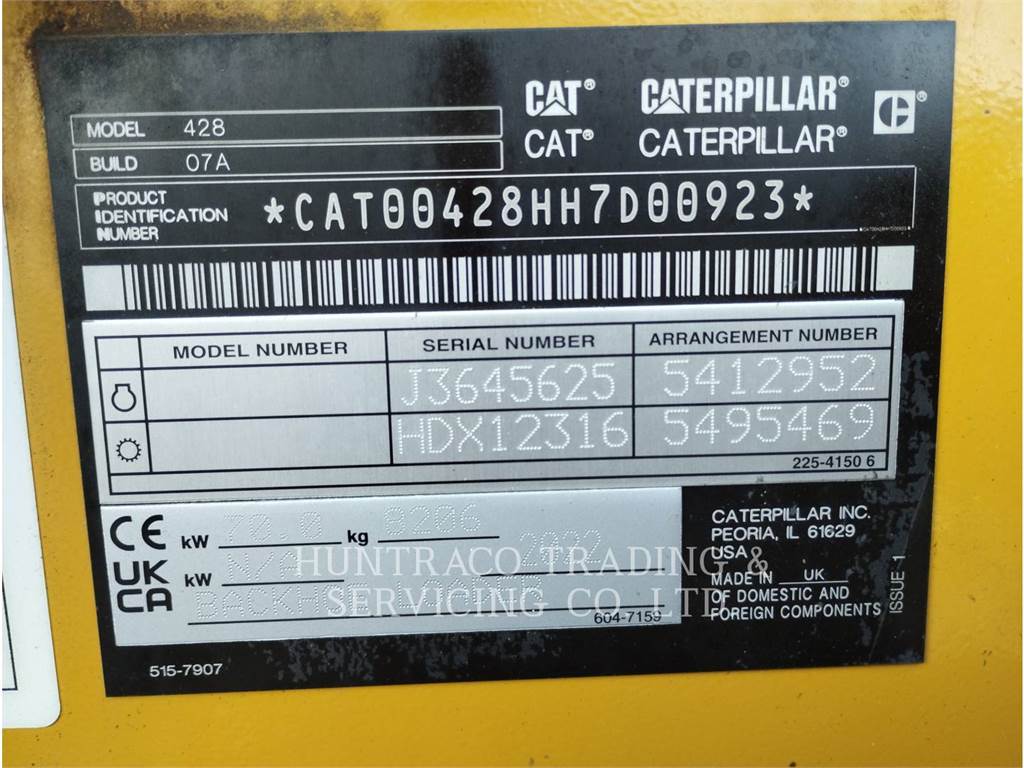 CAT® CATERPILLAR®
MODEL 428
CAT® CATERPILLAR®
BUILD 07A
PRODUCT IDENTIFICATION NUMBER *CAT00428HH7D00923*
MODEL NUMBER SERIAL NUMBER ARRANGEMENT NUMBER
J3645625 5412952
HDX12316 5495469
225-4150 6
CE kW 70.0 kg 8206
UK CA kW N/A
BACKHOE LOADER
604-7159
CATERPILLAR INC.
PEORIA, IL 61629
USA
MADE IN UK
OF DOMESTIC AND
FOREIGN COMPONENTS
ISSUE 1
515-7907
HUNTRACO TRADING &
SERVICING CO. LTD